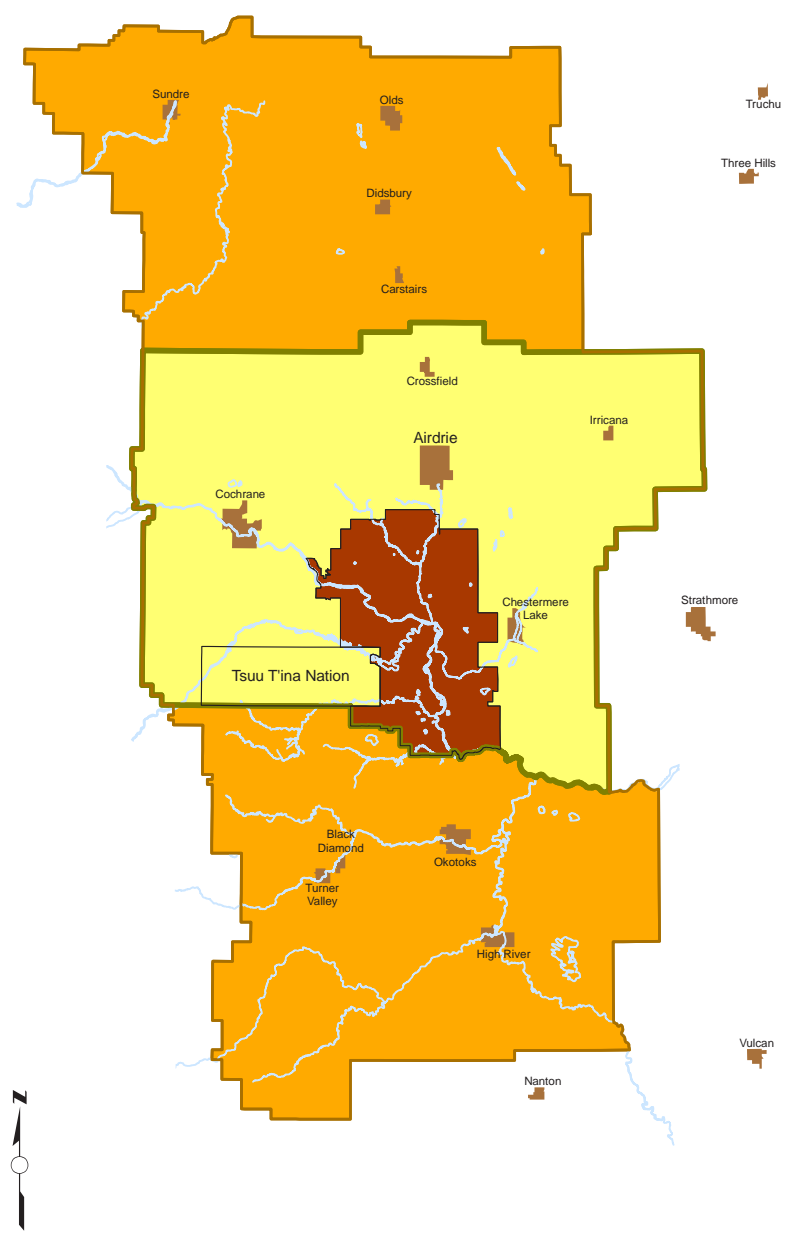 Sundre
Olds
Truchu
Three Hills
Didsbury
Carstairs
Crossfield
Irricana
Airdrie
Cochrane
Chestermere
Lake
Strathmore
Tsuu T'ina Nation
Black
Diamond
Okotoks
Turner
Valley
High River
Vulcan
Nanton
N